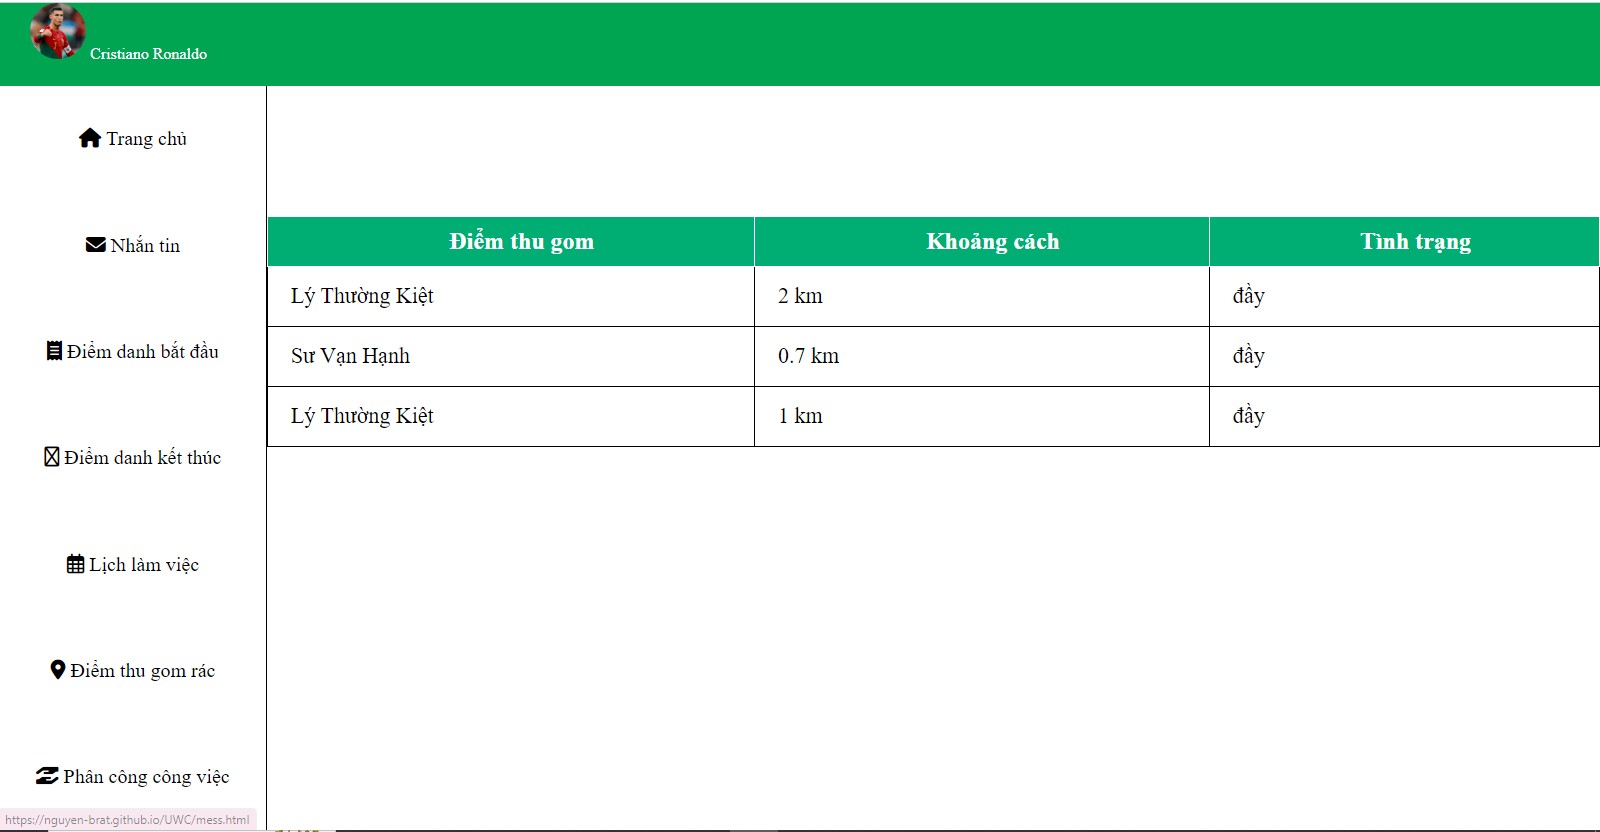 Cristiano Ronaldo
Trang chủ
Nhắn tin
Điểm danh bắt đầu
Điểm danh kết thúc
Lịch làm việc
Điểm thu gom rác
Phân công công việc
Điểm thu gom Khoảng cách Tình trạng
Lý Thường Kiệt 2 km đầy
Sư Vạn Hạnh 0.7 km đầy
Lý Thường Kiệt 1 km đầy
https://nguyen-brat.github.io/UWC/mess.html